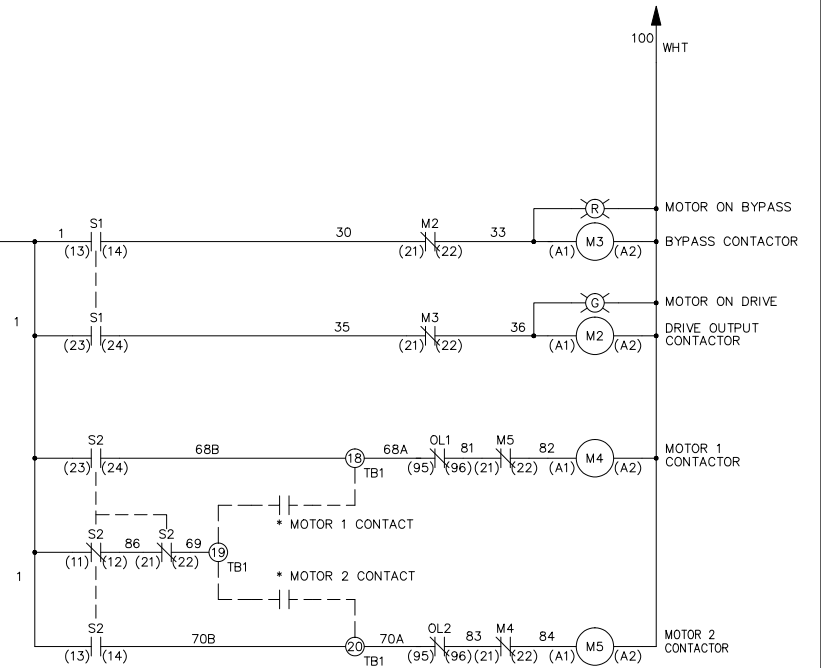 100
WHT
R
MOTOR ON BYPASS
1
S1
(13) (14)
30
M2
(21) (22)
33
(A1) M3 (A2)
BYPASS CONTACTOR
1
S1
(23) (24)
35
M3
(21) (22)
36
G
MOTOR ON DRIVE
(A1) M2 (A2)
DRIVE OUTPUT
CONTACTOR
S2
(23) (24)
68B
18
TB1
68A
OL1
(95) (96)
81
M5
(21) (22)
82
(A1) M4 (A2)
MOTOR 1
CONTACTOR
* MOTOR 1 CONTACT
1
S2
(11) (12)
86
S2
(21) (22)
69
19
TB1
* MOTOR 2 CONTACT
S2
(13) (14)
70B
20
TB1
70A
OL2
(95) (96)
83
M4
(21) (22)
84
(A1) M5 (A2)
MOTOR 2
CONTACTOR